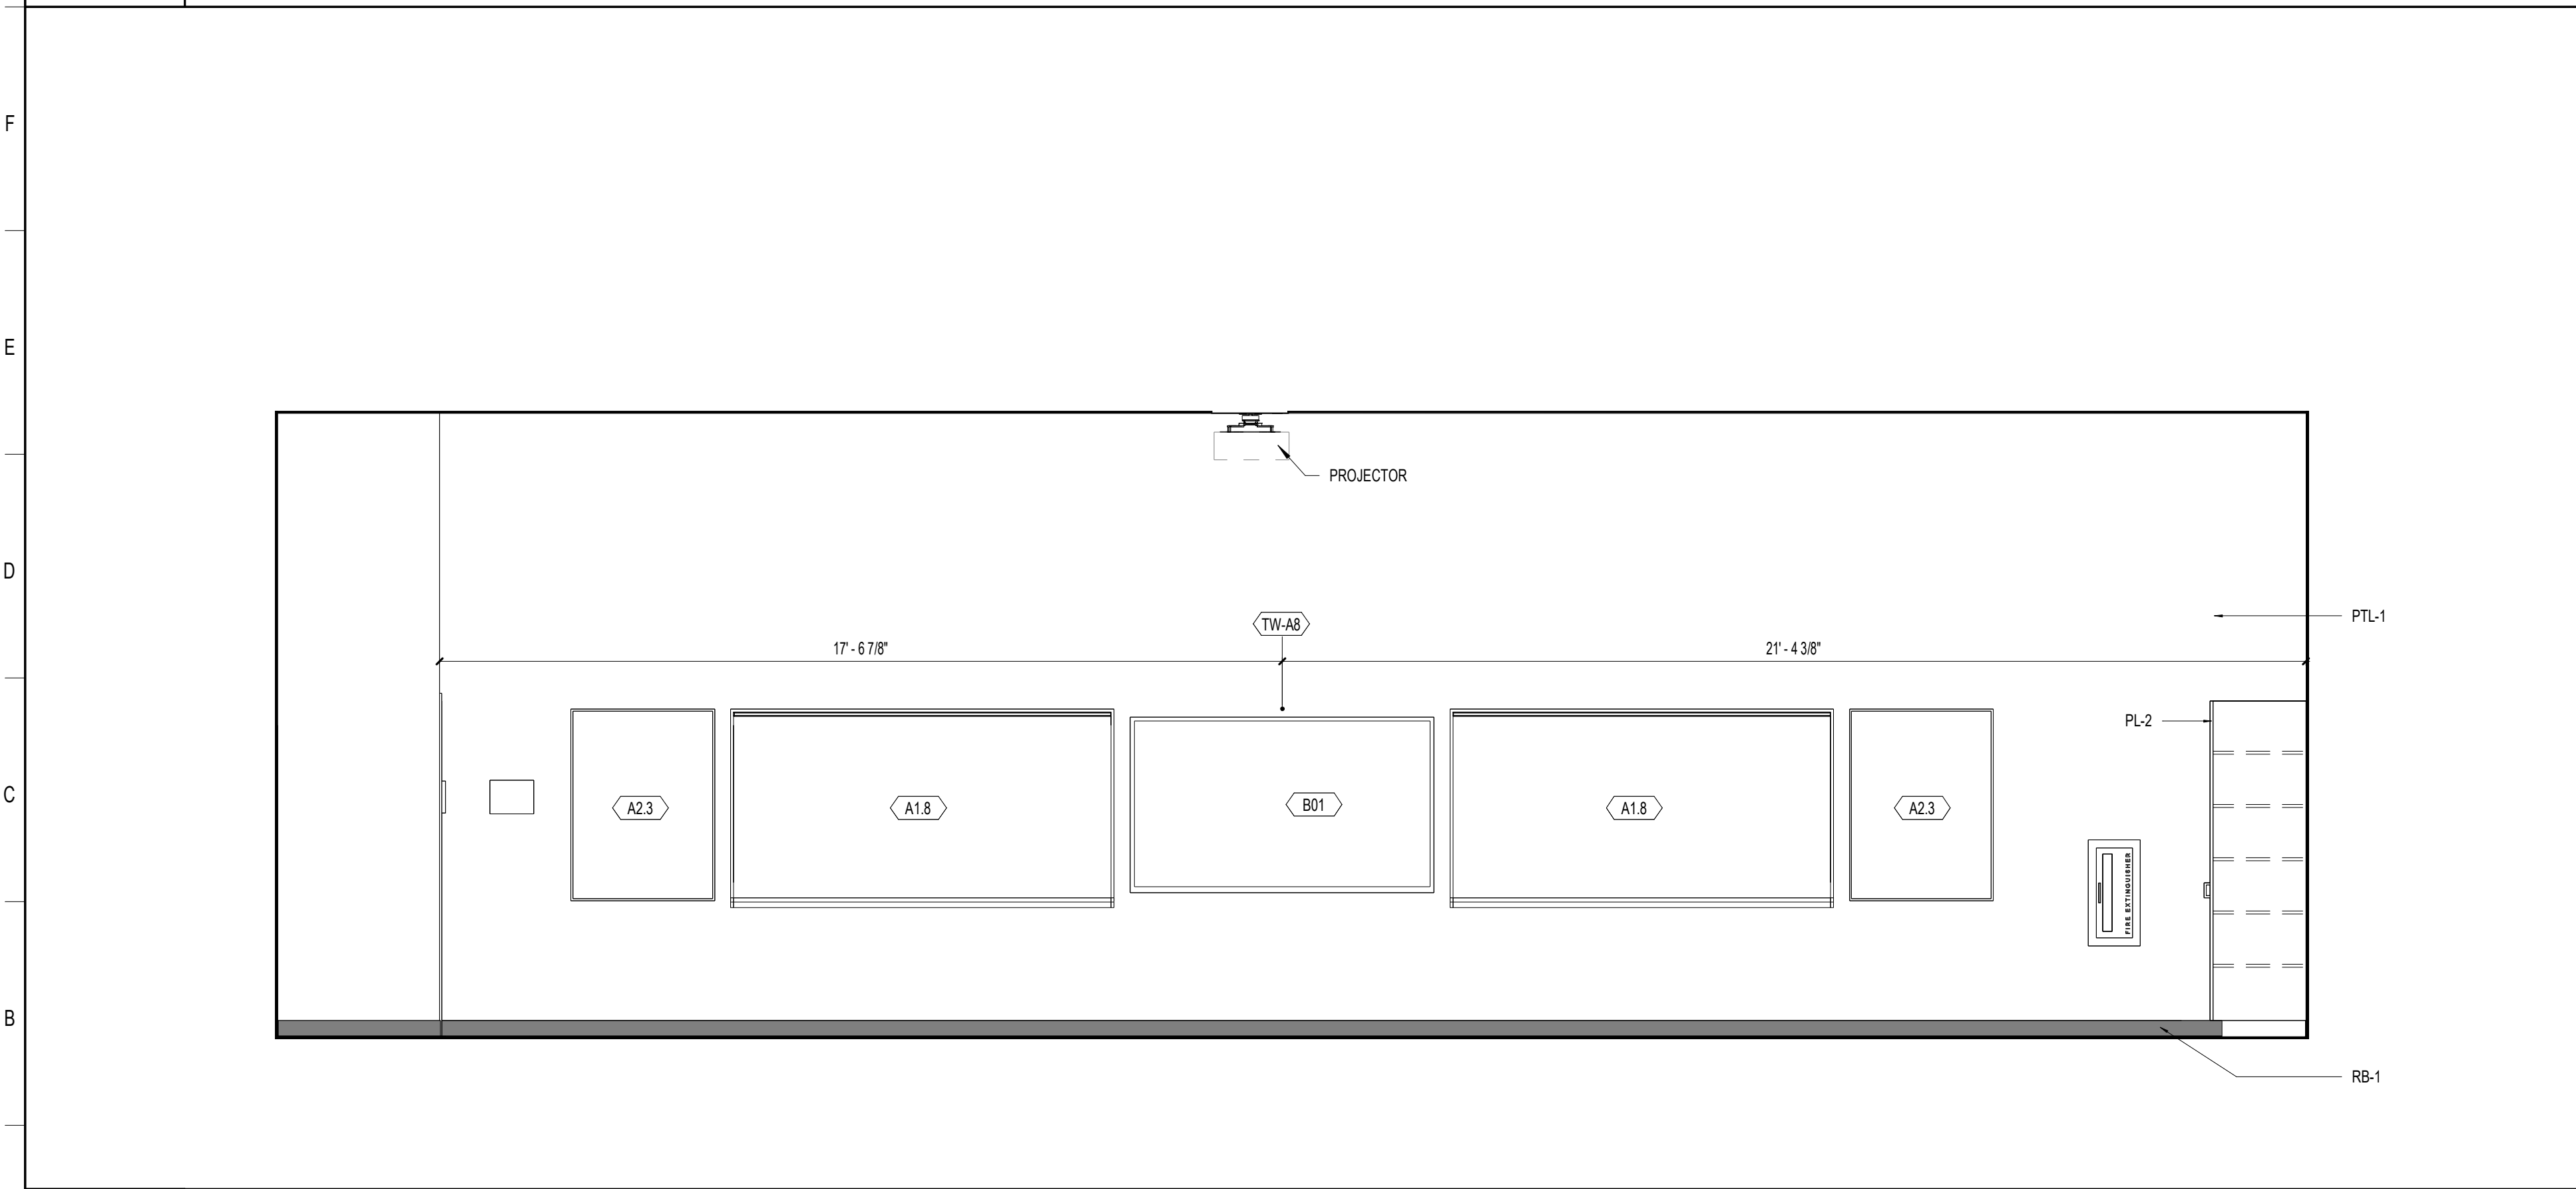 F
E
PROJECTOR
D
TW-A8
PTL-1
17' - 6 7/8"
21' - 4 3/8"
PL-2
C
A2.3
A1.8
B01
A1.8
A2.3
FIRE EXTINGUISHER
B
RB-1